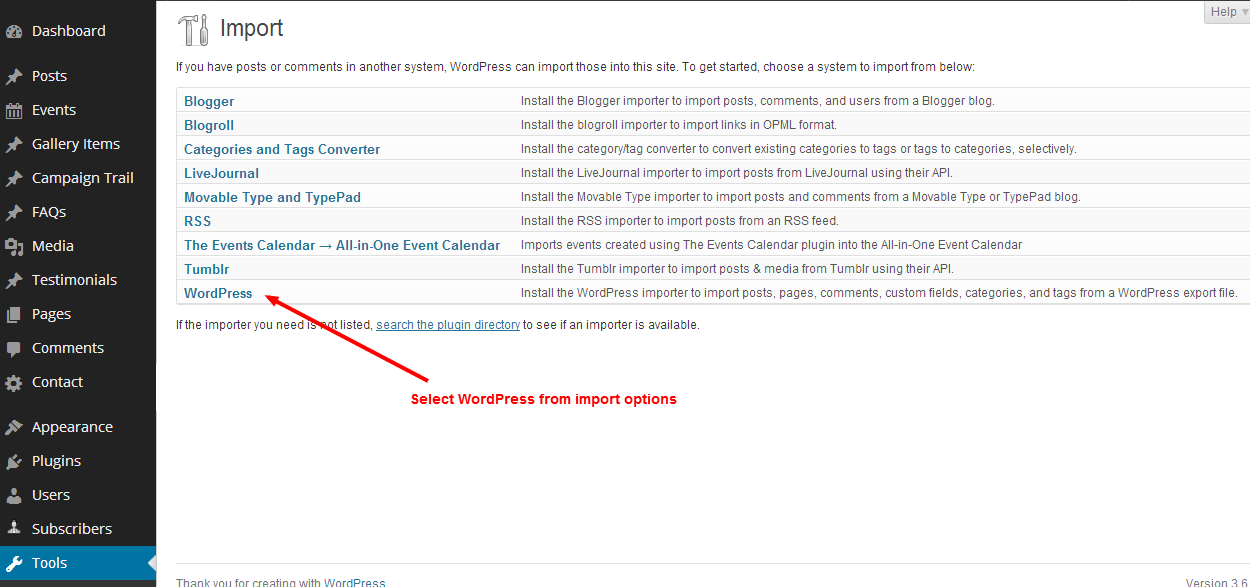 Dashboard
Posts
Events
Gallery Items
Campaign Trail
FAQs
Media
Testimonials
Pages
Comments
Contact
Appearance
Plugins
Users
Subscribers
Tools
Help
Import
If you have posts or comments in another system, WordPress can import those into this site. To get started, choose a system to import from below:
Blogger Install the Blogger importer to import posts, comments, and users from a Blogger blog.
Blogroll Install the blogroll importer to import links in OPML format.
Categories and Tags Converter Install the category/tag converter to convert existing categories to tags or tags to categories, selectively.
LiveJournal Install the LiveJournal importer to import posts from LiveJournal using their API.
Movable Type and TypePad Install the Movable Type importer to import posts and comments from a Movable Type or TypePad blog.
RSS Install the RSS importer to import posts from an RSS feed.
The Events Calendar → All-in-One Event Calendar Imports events created using The Events Calendar plugin into the All-in-One Event Calendar
Tumblr Install the Tumblr importer to import posts & media from Tumblr using their API.
WordPress Install the WordPress importer to import posts, pages, comments, custom fields, categories, and tags from a WordPress export file.
If the importer you need is not listed, search the plugin directory to see if an importer is available.
Select WordPress from import options
Thank you for creating with WordPress
Version 3.6